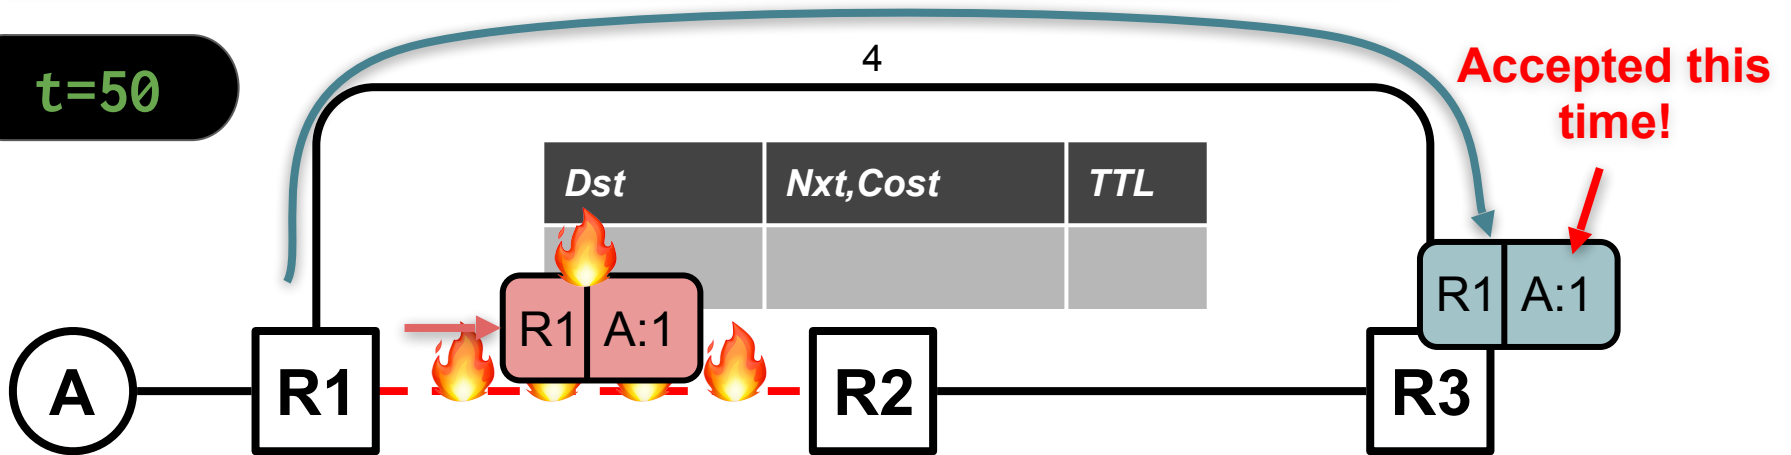 t=50
4
Accepted this
time!
Dst Nxt,Cost TTL
R1 A:1
R1 A:1
A R1 R2 R3